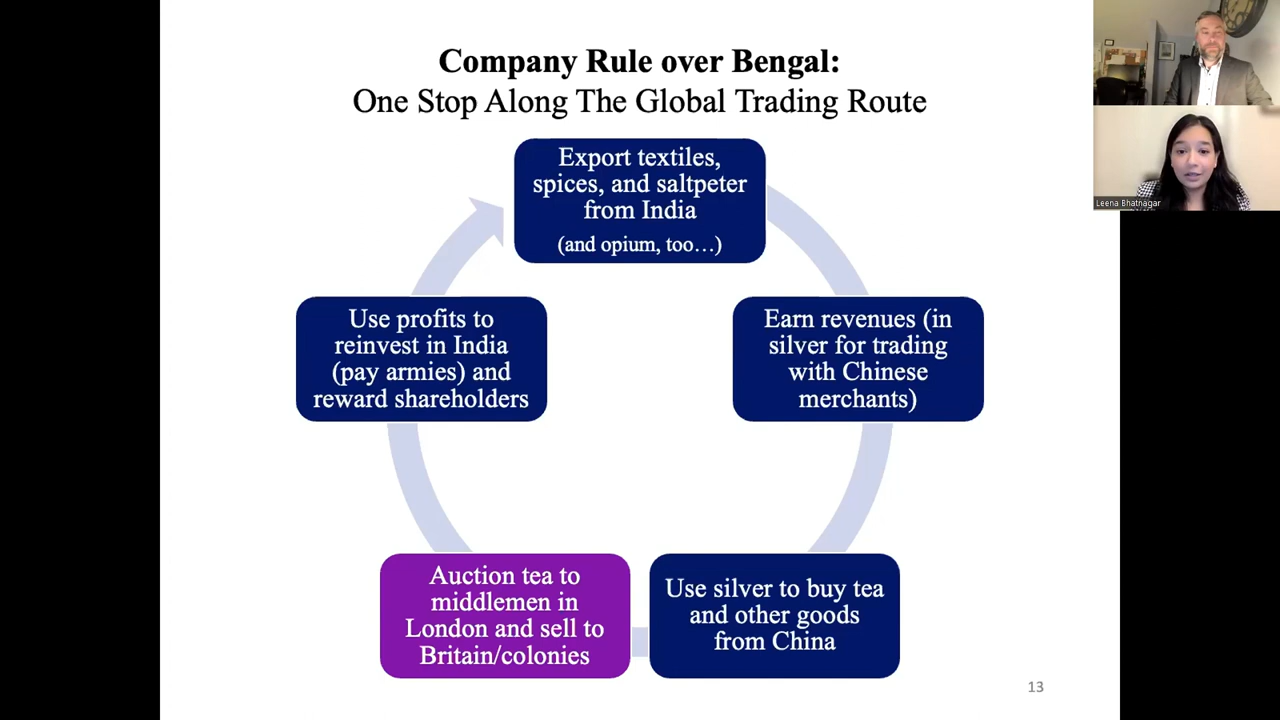 Company Rule over Bengal:
One Stop Along The Global Trading Route
Export textiles,
spices, and saltpeter
from India
(and opium, too…)
Earn revenues (in
silver for trading
with Chinese
merchants)
Use silver to buy tea
and other goods
from China
Auction tea to
middlemen in
London and sell to
Britain/colonies
Use profits to
reinvest in India
(pay armies) and
reward shareholders
13
Leena Bhatnagar